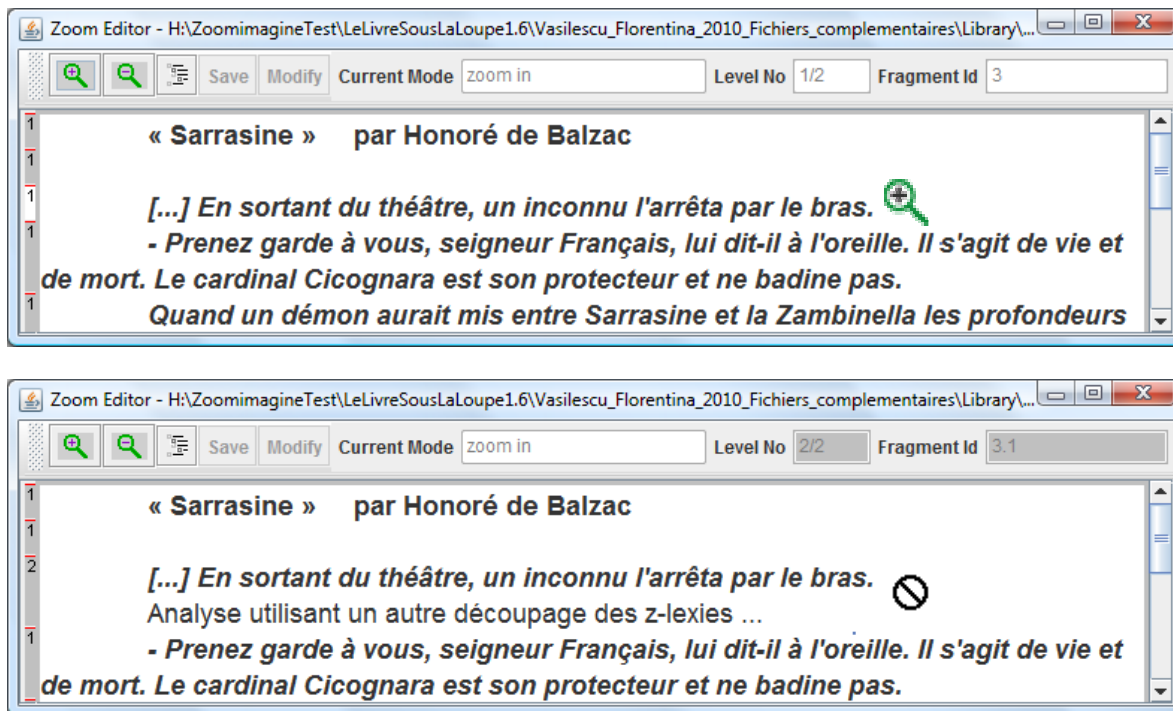 Zoom Editor - H:\ZoomimagineTest\LeLivreSousLaLoupe1.6\Vasilescu_Florentina_2010_Fichiers_complementaires\Library\...
Save Modify Current Mode zoom in Level No 1/2 Fragment Id 3
1 « Sarrasine » par Honoré de Balzac
1
1 [...] En sortant du théâtre, un inconnu l'arrêta par le bras.
1 - Prenez garde à vous, seigneur Français, lui dit-il à l'oreille. Il s'agit de vie et
de mort. Le cardinal Cicognara est son protecteur et ne badine pas.
1 Quand un démon aurait mis entre Sarrasine et la Zambinella les profondeurs
Zoom Editor - H:\ZoomimagineTest\LeLivreSousLaLoupe1.6\Vasilescu_Florentina_2010_Fichiers_complementaires\Library\...
Save Modify Current Mode zoom in Level No 2/2 Fragment Id 3.1
1 « Sarrasine » par Honoré de Balzac
1
2 [...] En sortant du théâtre, un inconnu l'arrêta par le bras.
Analyse utilisant un autre découpage des z-lexies ...
1 - Prenez garde à vous, seigneur Français, lui dit-il à l'oreille. Il s'agit de vie et
de mort. Le cardinal Cicognara est son protecteur et ne badine pas.